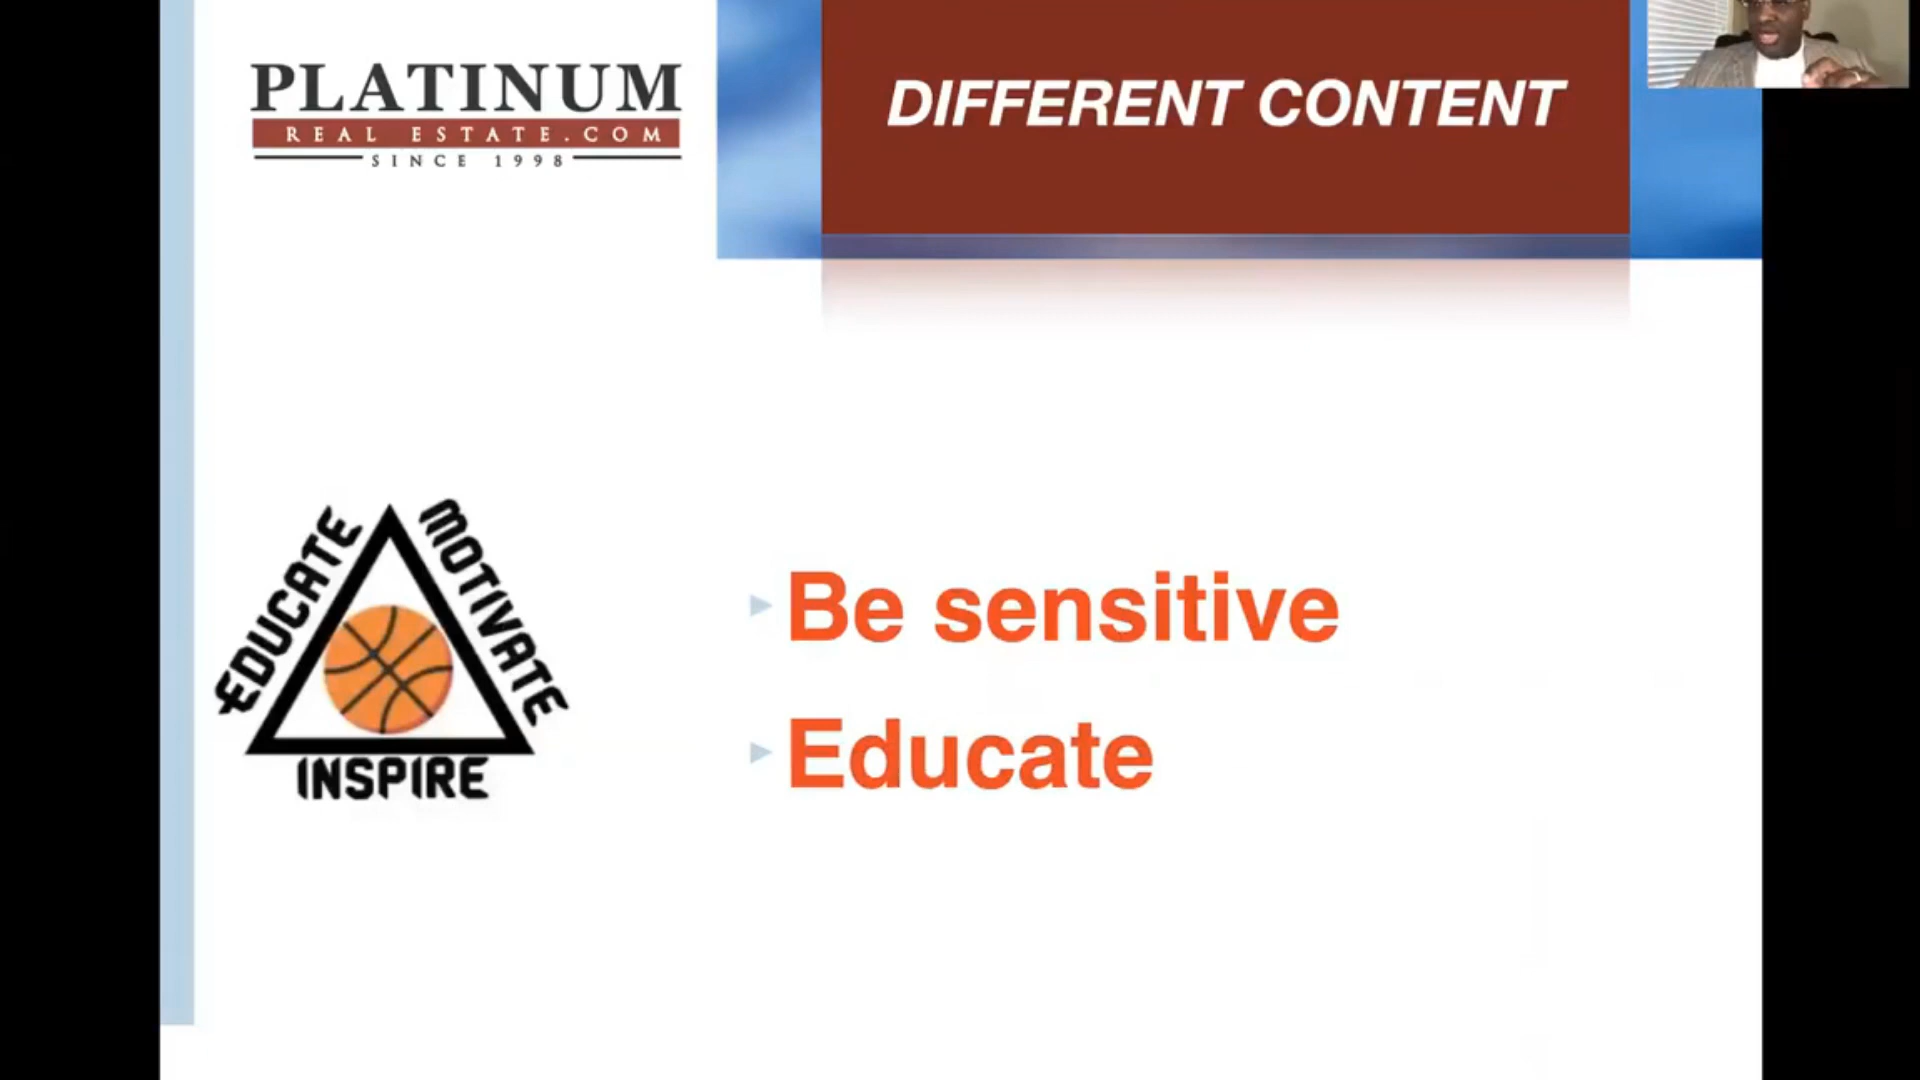 PLATINUM
REAL ESTATE.COM
SINCE 1998
DIFFERENT CONTENT
EDUCATE
MOTIVATE
INSPIRE
Be sensitive
Educate